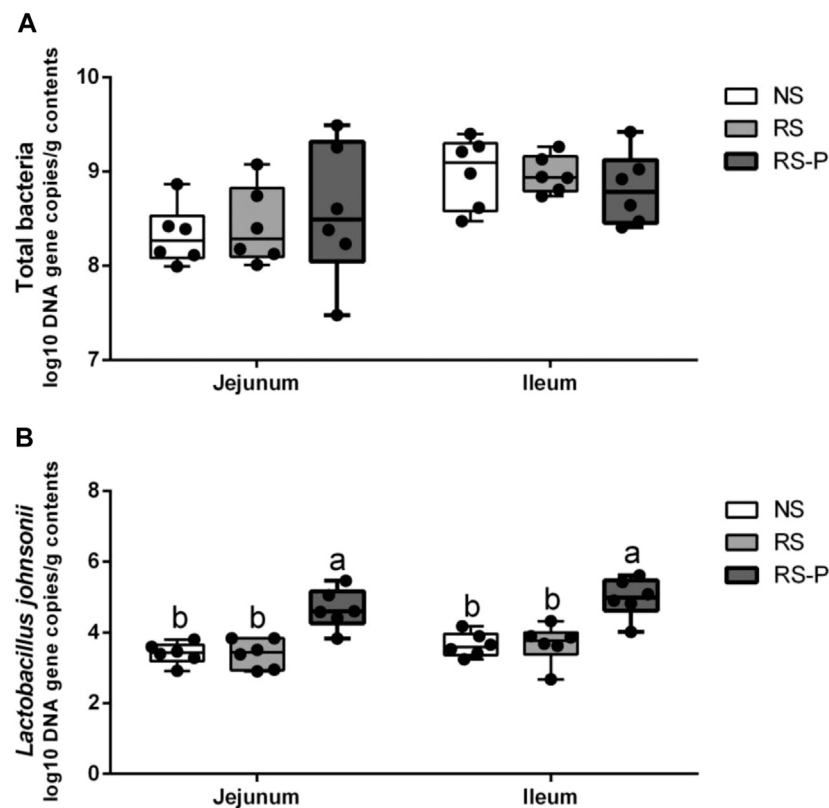 A
Total bacteria
log10 DNA gene copies/g contents
10
9
8
7
Jejunum
Ileum
NS
RS
RS-P
B
Lactobacillus johnsonii
log10 DNA gene copies/g contents
8
6
4
2
0
b
b
a
b
b
a
Jejunum
Ileum
NS
RS
RS-P